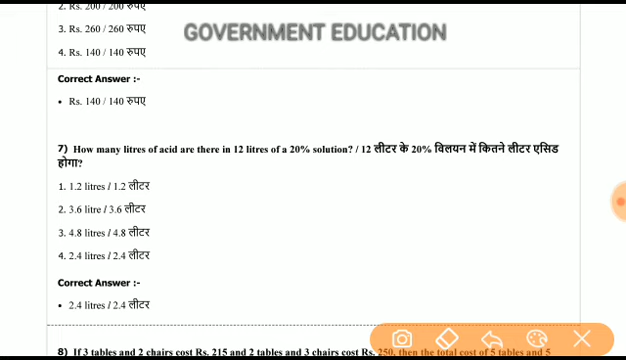 2. Rs. 200 / 200 रुपए
3. Rs. 260 / 260 रुपए
GOVERNMENT EDUCATION
4. Rs. 140 / 140 रुपए
Correct Answer :-
• Rs. 140 / 140 रुपए
7) How many litres of acid are there in 12 litres of a 20% solution? / 12 लीटर के 20% विलयन में कितने लीटर एसिड
होगा?
1. 1.2 litres / 1.2 लीटर
2. 3.6 litre / 3.6 लीटर
3. 4.8 litres / 4.8 लीटर
4. 2.4 litres / 2.4 लीटर
Correct Answer :-
• 2.4 litres / 2.4 लीटर
8) If 3 tables and 2 chairs cost Rs. 215 and 2 tables and 3 chairs cost Rs. 250, then the total cost of 5 tables and 5